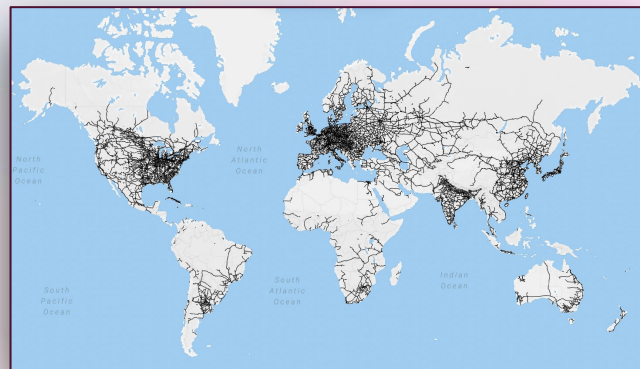 North
Pacific
Ocean
North
Atlantic
Ocean
South
Pacific
Ocean
South
Atlantic
Ocean
Indian
Ocean